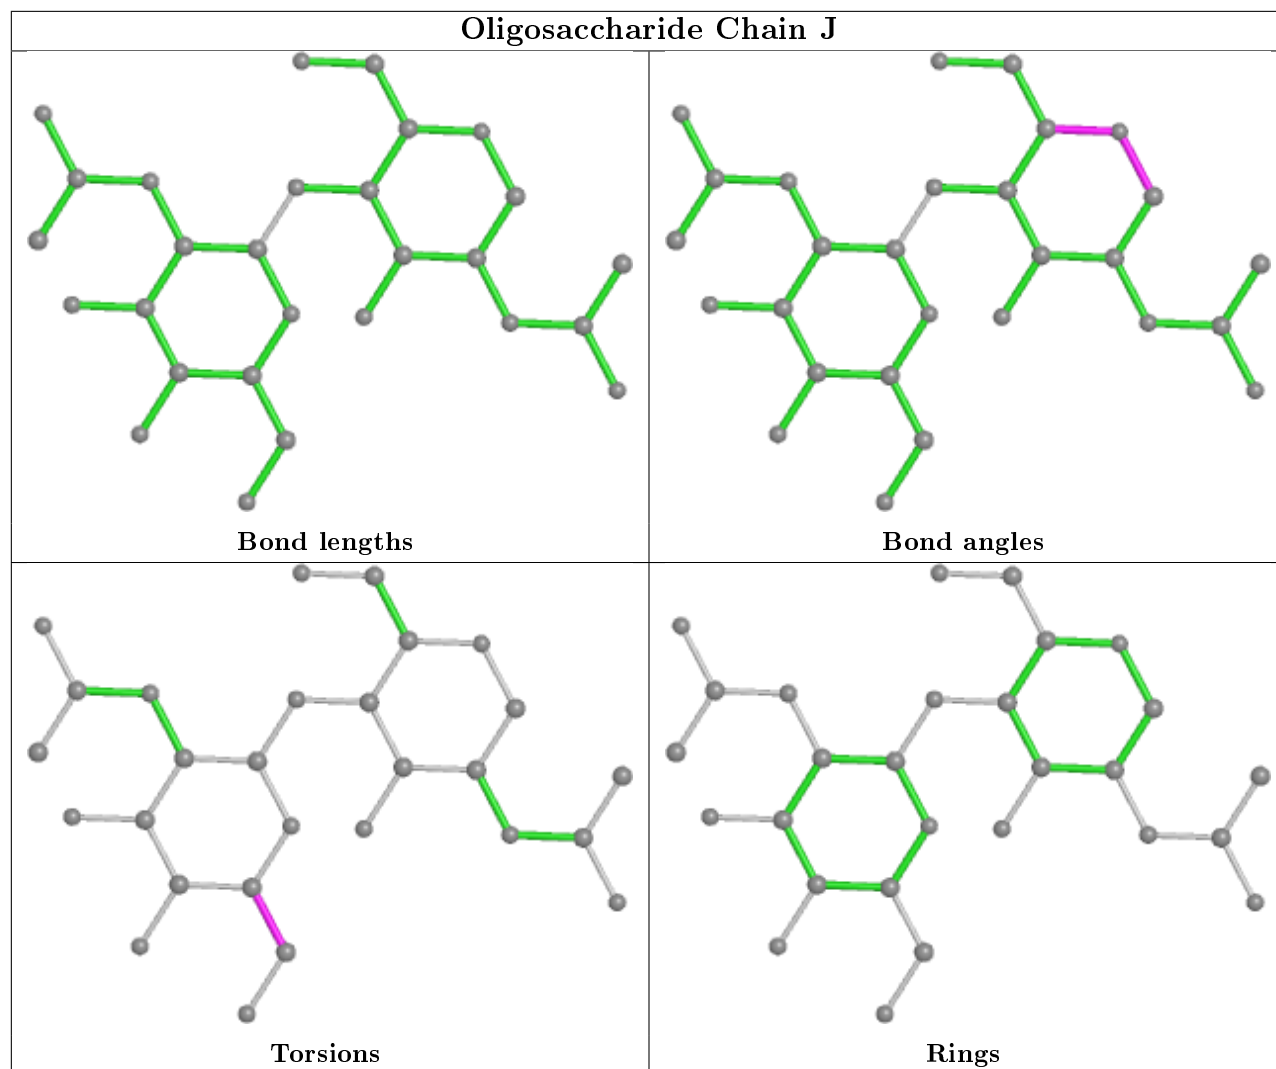 Oligosaccharide Chain J
Bond lengths
Bond angles
Torsions
Rings